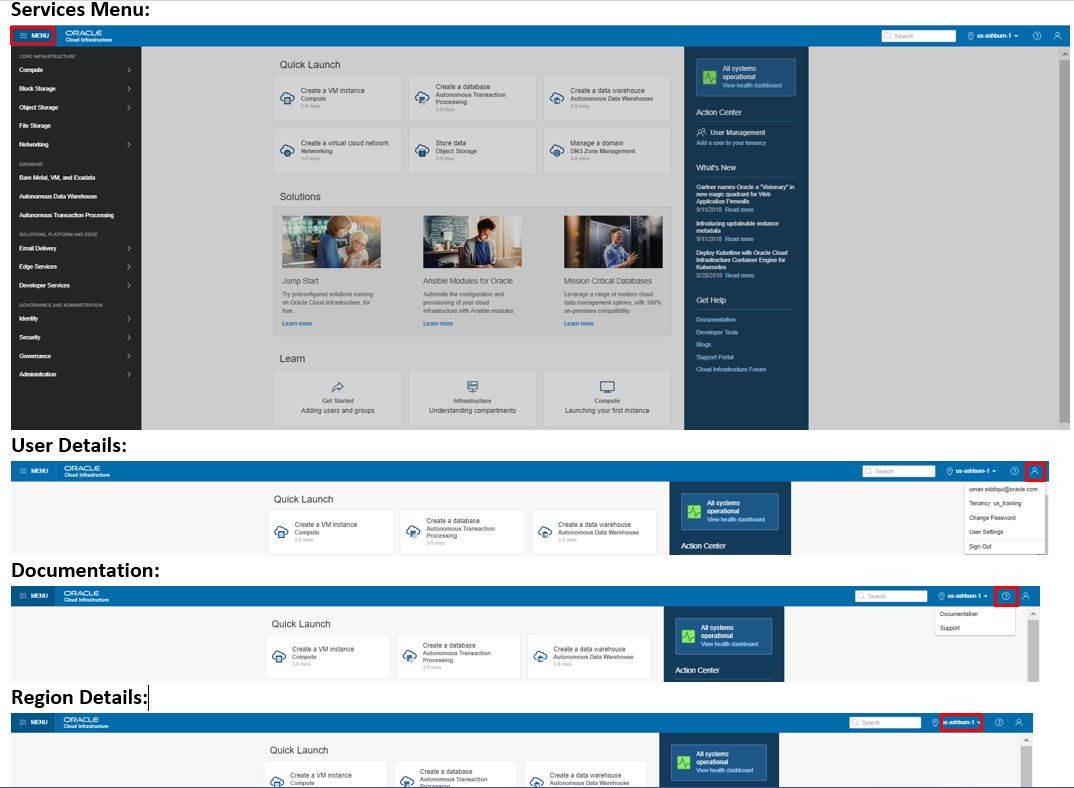 Services Menu:
MENU
ORACLE
Cloud Infrastructure
Search
us-ashburn-1
CORE INFRASTRUCTURE
Compute
Block Storage
Object Storage
File Storage
Networking
DATABASE
Bare Metal, VM, and Exadata
Autonomous Data Warehouse
Autonomous Transaction Processing
SOLUTIONS, PLATFORM AND EDGE
Email Delivery
Edge Services
Developer Services
GOVERNANCE AND ADMINISTRATION
Identity
Security
Governance
Administration
Quick Launch
Create a VM instance
Compute
2-6 mins
Create a database
Autonomous Transaction
Processing
3-5 mins
Create a data warehouse
Autonomous Data Warehouse
3-5 mins
Create a virtual cloud network
Networking
1-3 mins
Store data
Object Storage
2-6 mins
Manage a domain
DNS Zone Management
Solutions
Jump Start
Try preconfigured solutions running
on Oracle Cloud Infrastructure, for
free.
Learn more
Ansible Modules for Oracle
Automate the configuration and
provisioning of your cloud
infrastructure with Ansible modules.
Learn more
Mission Critical Databases
Leverage a range of modern cloud
data management options, with 100%
on-premises compatibility.
Learn more
Learn
Get Started
Adding users and groups
Infrastructure
Understanding compartments
Compute
Launching your first instance
All systems
operational
View health dashboard
Action Center
User Management
Add a user to your tenancy
What's New
Gartner names Oracle a "Visionary" in
new magic quadrant for Web
Application Firewalls
9/11/2018 Read more
Introducing updateable instance
metadata
9/11/2018 Read more
Deploy Kubeflow with Oracle Cloud
Infrastructure Container Engine for
Kubernetes
8/28/2018 Read more
Get Help
Documentation
Developer Tools
Blogs
Support Portal
Cloud Infrastructure Forum
User Details:
MENU
ORACLE
Cloud Infrastructure
Search
us-ashburn-1
Quick Launch
Create a VM instance
Compute
2-6 mins
Create a database
Autonomous Transaction
Processing
3-5 mins
Create a data warehouse
Autonomous Data Warehouse
3-5 mins
All systems
operational
View health dashboard
Action Center
umair.siddiqui@oracle.com
Tenancy: us_training
Change Password
User Settings
Sign Out
Documentation:
MENU
ORACLE
Cloud Infrastructure
Search
us-ashburn-1
Documentation
Support
Quick Launch
Create a VM instance
Compute
2-6 mins
Create a database
Autonomous Transaction
Processing
3-5 mins
Create a data warehouse
Autonomous Data Warehouse
3-5 mins
All systems
operational
View health dashboard
Action Center
Region Details:
MENU
ORACLE
Cloud Infrastructure
Search
us-ashburn-1
Quick Launch
Create a VM instance
Compute
Create a database
Autonomous Transaction
Create a data warehouse
Autonomous Data Warehouse
All systems
operational
View health dashboard